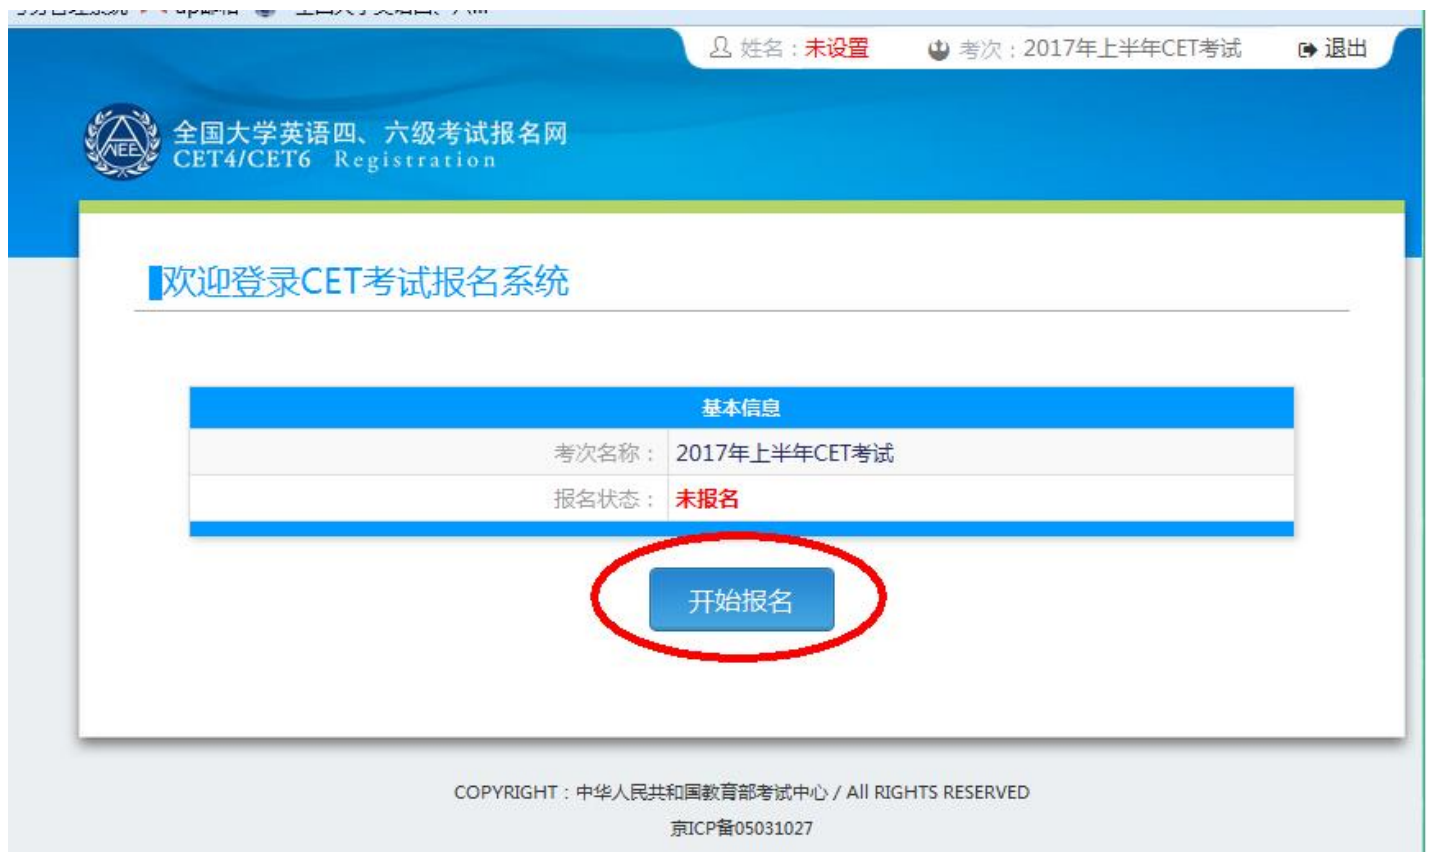 姓名：未设置 考次：2017年上半年CET考试 退出
全国大学英语四、六级考试报名网
CET4/CET6 Registration
NEEA
欢迎登录CET考试报名系统
基本信息
考次名称： 2017年上半年CET考试
报名状态： 未报名
开始报名
COPYRIGHT：中华人民共和国教育部考试中心 / All RIGHTS RESERVED
京ICP备05031027